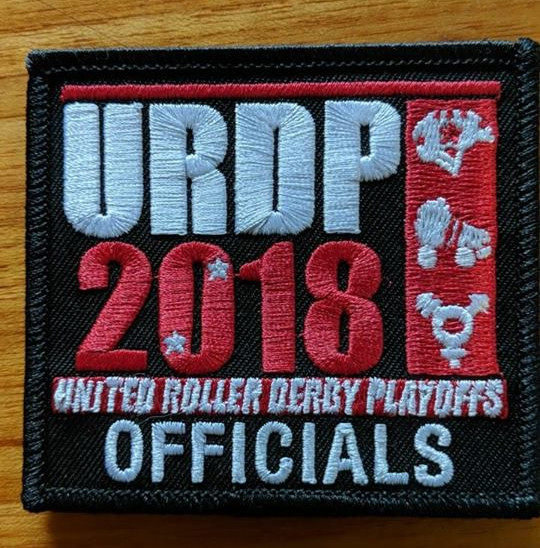 URDP
2018
UNITED ROLLER DERBY PLAYOFFS
OFFICIALS